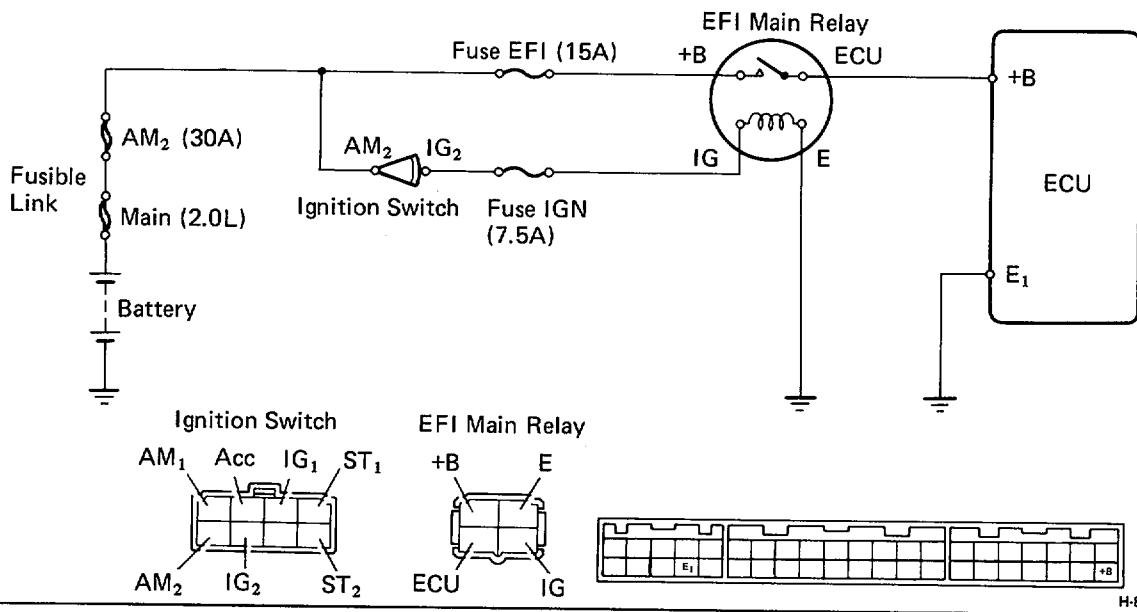 EFI Main Relay
Fuse EFI (15A)
+B
ECU
+B
AM₂ (30A)
AM₂
IG₂
IG
E
Fusible
Link
Ignition Switch
Fuse IGN
(7.5A)
ECU
Main (2.0L)
E₁
Battery
Ignition Switch
EFI Main Relay
AM₁
Acc
IG₁
ST₁
+B
E
E₁
+B
AM₂
IG₂
ST₂
ECU
IG